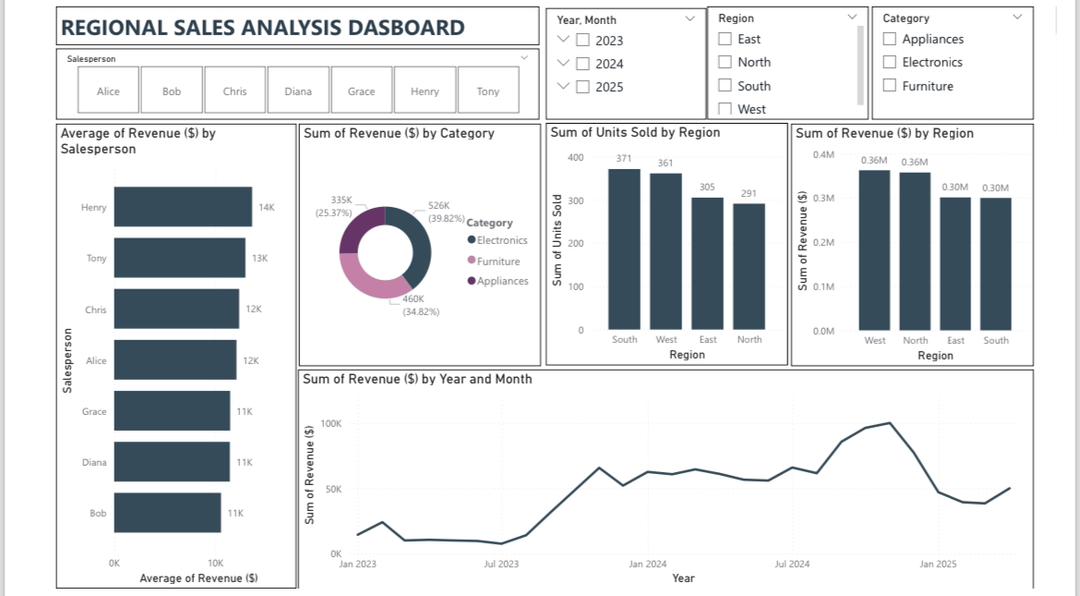 REGIONAL SALES ANALYSIS DASBOARD
Salesperson
Alice
Bob
Chris
Diana
Grace
Henry
Tony
Year, Month
2023
2024
2025
Region
East
North
South
West
Category
Appliances
Electronics
Furniture
Average of Revenue ($) by
Salesperson
Salesperson
Henry
14K
Tony
13K
Chris
12K
Alice
12K
Grace
11K
Diana
11K
Bob
11K
0K
10K
Average of Revenue ($)
Sum of Revenue ($) by Category
335K
(25.37%)
526K
(39.82%)
460K
(34.82%)
Category
Electronics
Furniture
Appliances
Sum of Units Sold by Region
Sum of Units Sold
400
300
200
100
0
371
361
305
291
South
West
East
North
Region
Sum of Revenue ($) by Region
Sum of Revenue ($)
0.4M
0.3M
0.2M
0.1M
0.0M
0.36M
0.36M
0.30M
0.30M
West
North
East
South
Region
Sum of Revenue ($) by Year and Month
Sum of Revenue ($)
100K
50K
0K
Jan 2023
Jul 2023
Jan 2024
Jul 2024
Jan 2025
Year